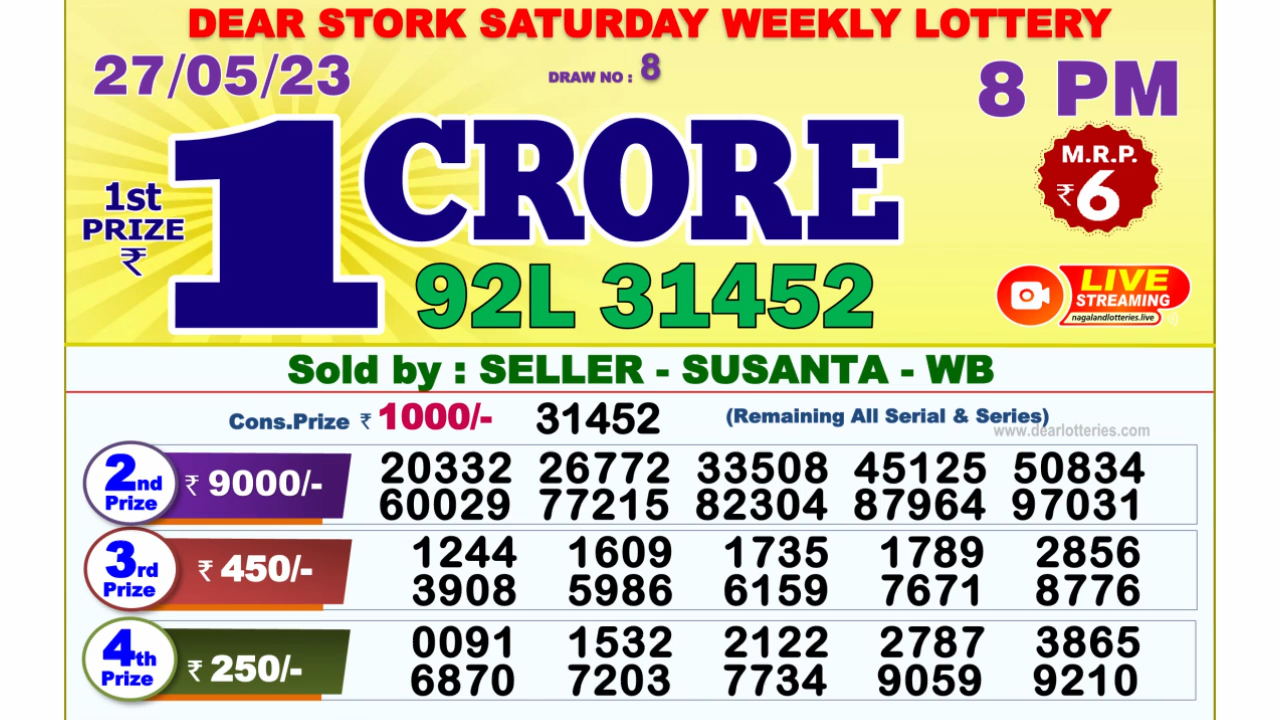 DEAR STORK SATURDAY WEEKLY LOTTERY
27/05/23
DRAW NO : 8
8 PM
1st
PRIZE
₹
1 CRORE
92L 31452
M.R.P.
₹ 6
LIVE
STREAMING
nagalandlotteries.live
Sold by : SELLER - SUSANTA - WB
Cons.Prize ₹ 1000/- 31452 (Remaining All Serial & Series)
www.dearlotteries.com
2nd
Prize
₹ 9000/-
20332 26772 33508 45125 50834
60029 77215 82304 87964 97031
3rd
Prize
₹ 450/-
1244 1609 1735 1789 2856
3908 5986 6159 7671 8776
4th
Prize
₹ 250/-
0091 1532 2122 2787 3865
6870 7203 7734 9059 9210